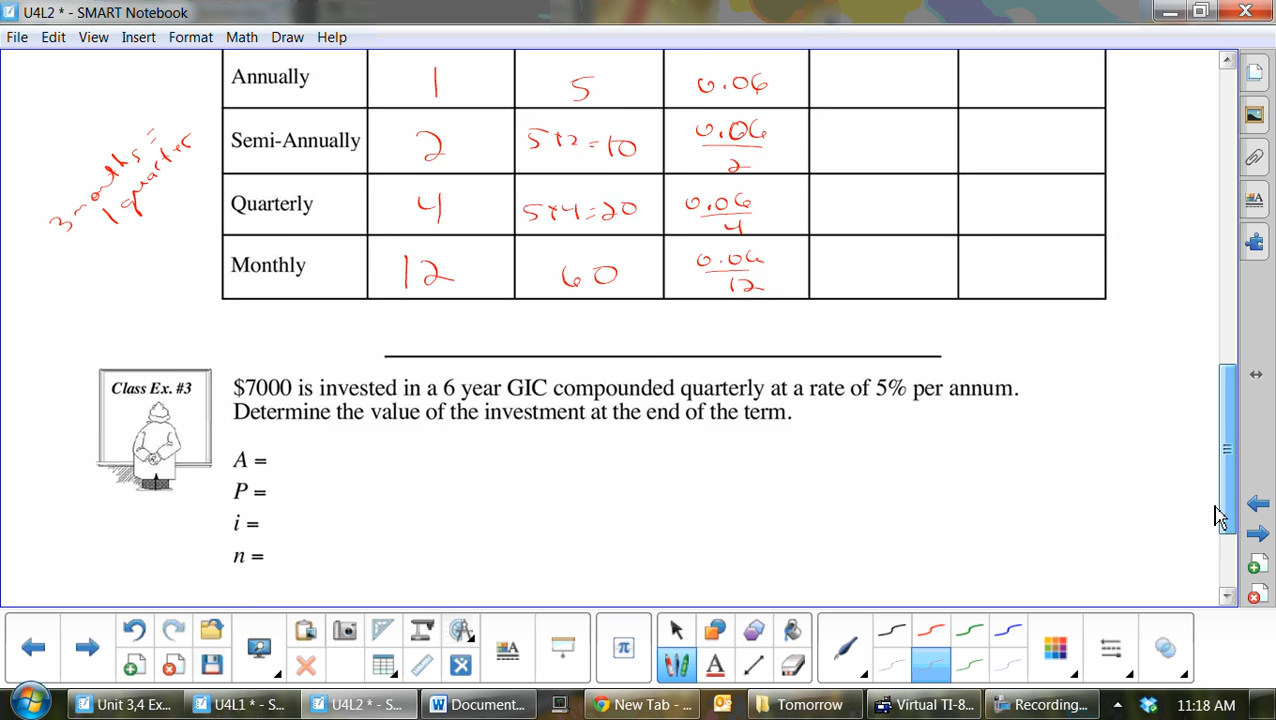 U4L2 * - SMART Notebook
File Edit View Insert Format Math Draw Help
Annually 1 5 0.06
Semi-Annually 2 5*2=10 0.06
2
Quarterly 4 5*4=20 0.06
4
Monthly 12 60 0.06
12
3 months =
1 quarter
Class Ex. #3
$7000 is invested in a 6 year GIC compounded quarterly at a rate of 5% per annum.
Determine the value of the investment at the end of the term.
A =
P =
i =
n =
π
A
Unit 3,4 Ex... U4L1 * - S... U4L2 * - S... Document... New Tab - ... Tomorrow Virtual TI-8... Recording... 11:18 AM